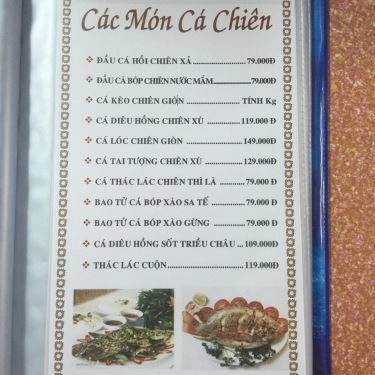 Các Món Cá Chiên
ĐẦU CÁ HỒI CHIÊN XẢ ................ 79.000Đ
ĐẦU CÁ BÓP CHIÊN NƯỚC MẮM ............ 79.000Đ
CÁ KÈO CHIÊN GIÒN .................. TÍNH Kg
CÁ DIÊU HỒNG CHIÊN XÙ ............ 119.000 Đ
CÁ LÓC CHIÊN GIÒN .................. 149.000Đ
CÁ TAI TƯỢNG CHIÊN XÙ ............ 129.000Đ
CÁ THÁC LÁC CHIÊN THÌ LÀ ......... 79.000 Đ
BAO TỬ CÁ BÓP XÀO SA TẾ .......... 79.000 Đ
BAO TỬ CÁ BÓP XÀO GỪNG .......... 79.000 Đ
CÁ DIÊU HỒNG SỐT TRIỀU CHÂU ... 109.000Đ
THÁC LÁC CUỘN ........................ 119.000Đ